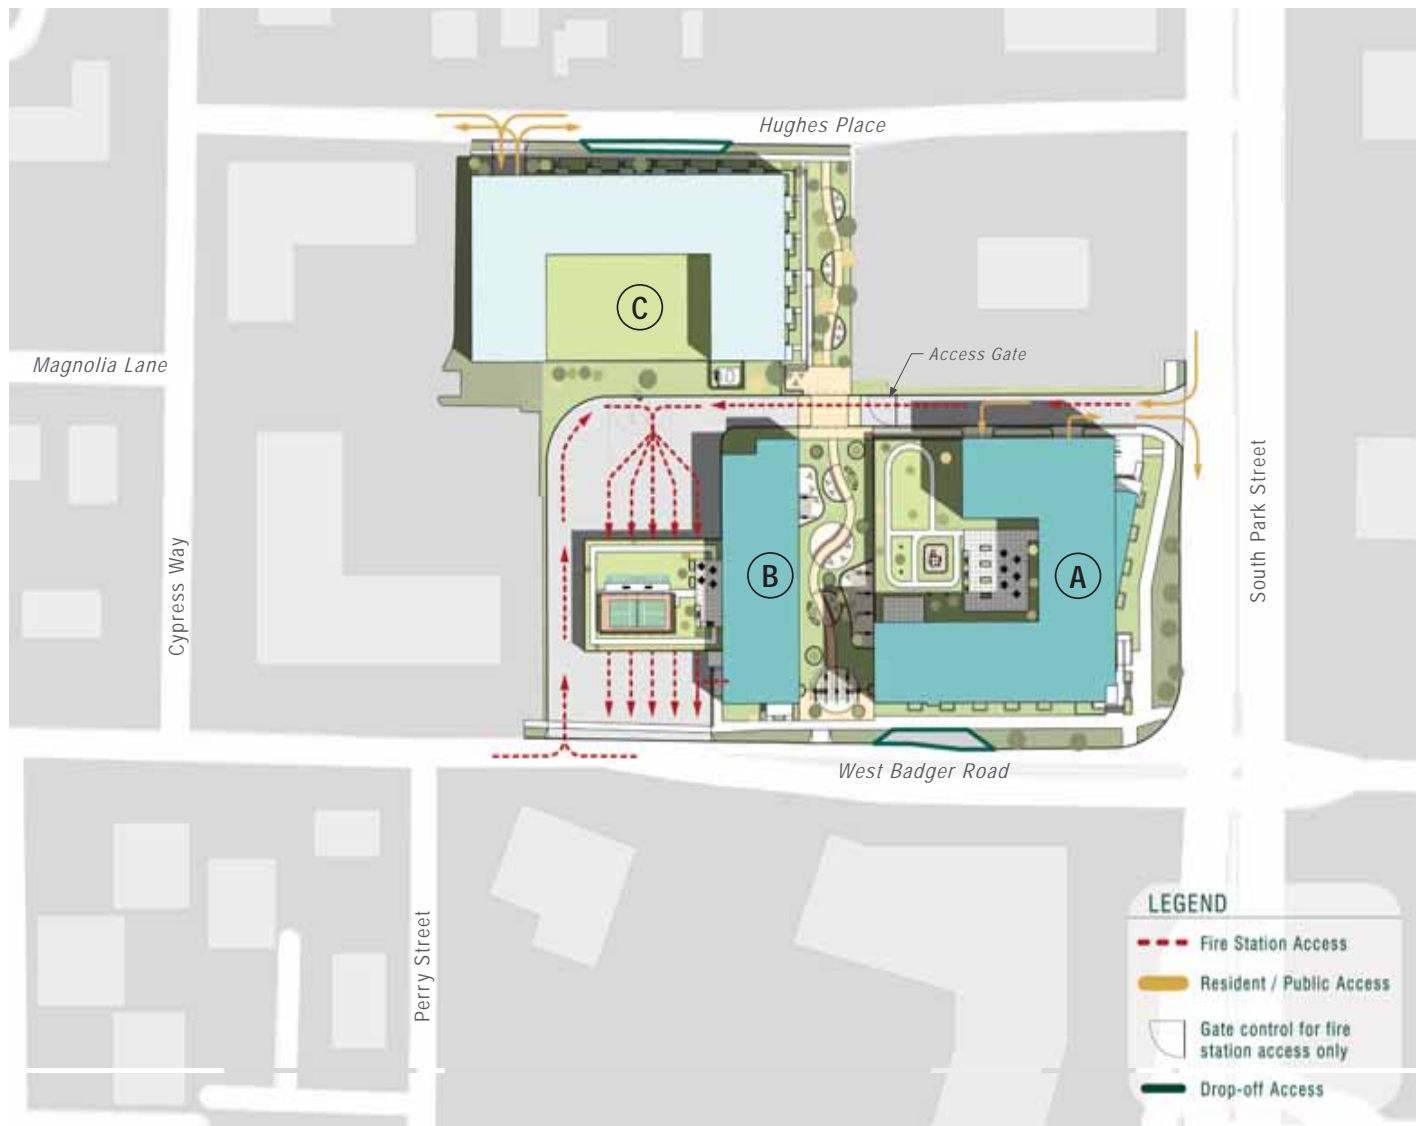 Hughes Place
C
Magnolia Lane
Access Gate
South Park Street
Cypress Way
B
A
West Badger Road
Perry Street
LEGEND
Fire Station Access
Resident / Public Access
Gate control for fire
station access only
Drop-off Access